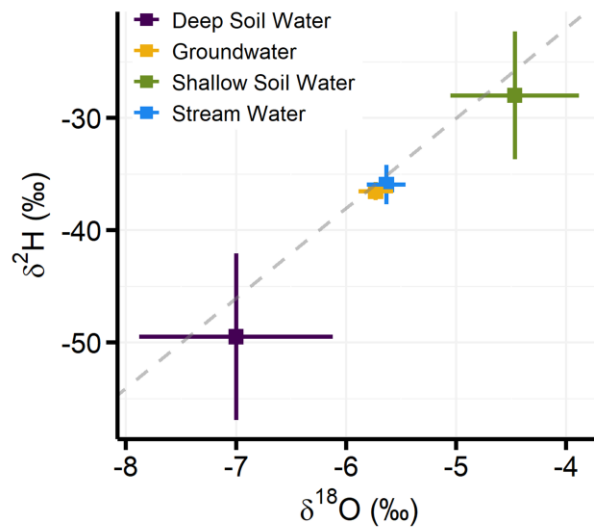 Deep Soil Water
Groundwater
Shallow Soil Water
Stream Water
-30
-40
-50
δ²H (‰)
-8 -7 -6 -5 -4
δ¹⁸O (‰)